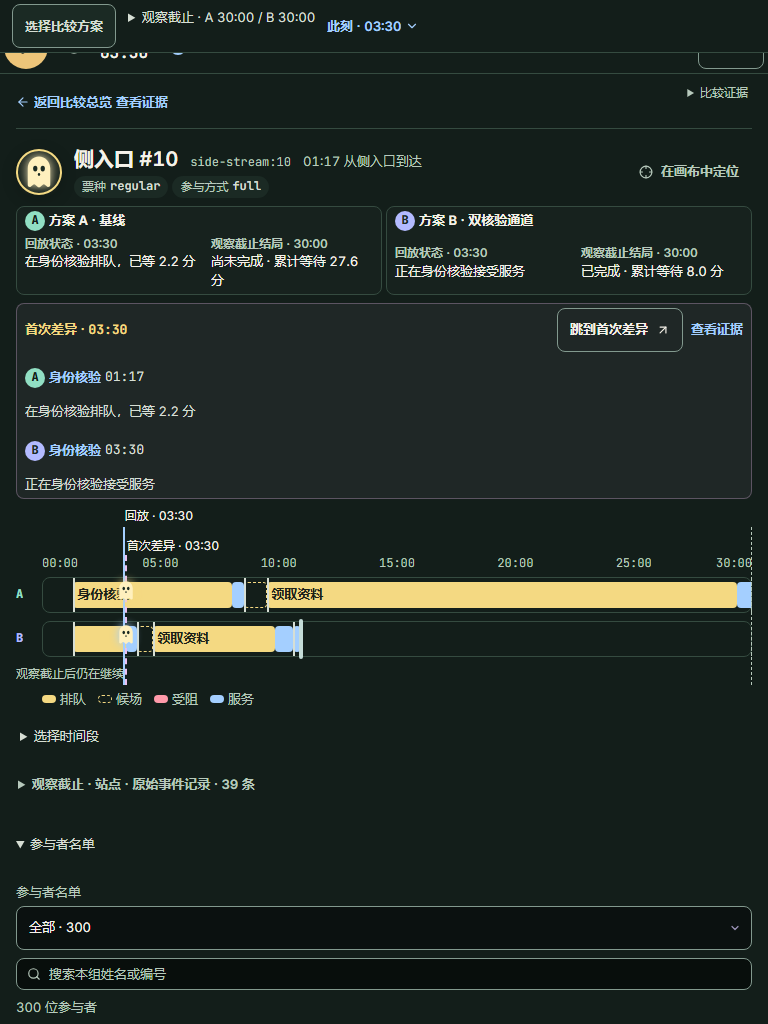 选择比较方案
▶ 观察截止 · A 30:00 / B 30:00
此刻 · 03:30
03:30
▶ 比较证据
← 返回比较总览 查看证据
侧入口 #10 side-stream:10 01:17 从侧入口到达
票种 regular 参与方式 full
在画布中定位
A 方案 A · 基线
回放状态 · 03:30
在身份核验排队，已等 2.2 分
观察截止结局 · 30:00
尚未完成 · 累计等待 27.6
分
B 方案 B · 双核验通道
回放状态 · 03:30
正在身份核验接受服务
观察截止结局 · 30:00
已完成 · 累计等待 8.0 分
首次差异 · 03:30
跳到首次差异 ↗
查看证据
A 身份核验 01:17
在身份核验排队，已等 2.2 分
B 身份核验 03:30
正在身份核验接受服务
回放 · 03:30
首次差异 · 03:30
00:00 05:00 10:00 15:00 20:00 25:00 30:00
A 身份核验 领取资料
B 领取资料
观察截止后仍在继续
排队 候场 受阻 服务
▶ 选择时间段
▶ 观察截止 · 站点 · 原始事件记录 · 39 条
▼ 参与者名单
参与者名单
全部 · 300
搜索本组姓名或编号
300 位参与者